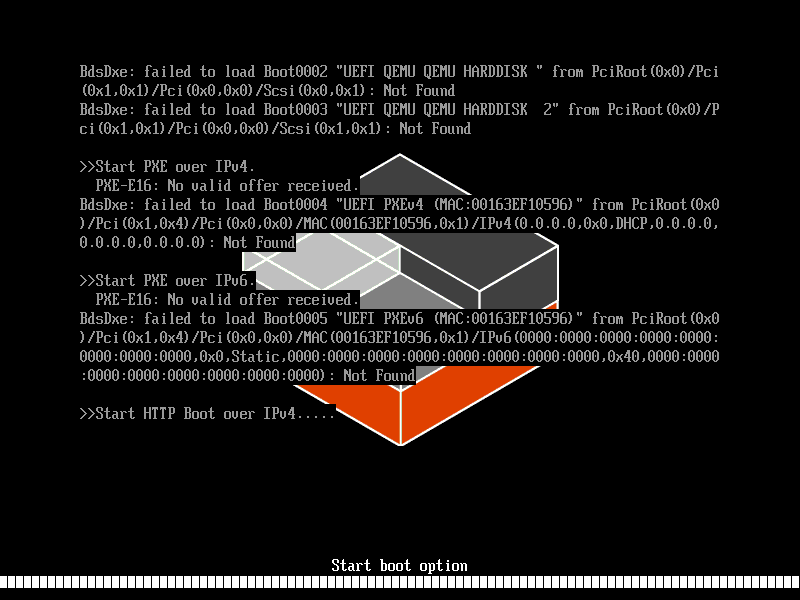 BdsDxe: failed to load Boot0002 "UEFI QEMU QEMU HARDDISK " from PciRoot(0x0)/Pci
(0x1,0x1)/Pci(0x0,0x0)/Scsi(0x0,0x1): Not Found
BdsDxe: failed to load Boot0003 "UEFI QEMU QEMU HARDDISK  2" from PciRoot(0x0)/P
ci(0x1,0x1)/Pci(0x0,0x0)/Scsi(0x1,0x1): Not Found
>>Start PXE over IPv4.
PXE-E16: No valid offer received.
BdsDxe: failed to load Boot0004 "UEFI PXEv4 (MAC:00163EF10596)" from PciRoot(0x0
)/Pci(0x1,0x4)/Pci(0x0,0x0)/MAC(00163EF10596,0x1)/IPv4(0.0.0.0,0x0,DHCP,0.0.0.0,
0.0.0.0,0.0.0.0): Not Found
>>Start PXE over IPv6.
PXE-E16: No valid offer received.
BdsDxe: failed to load Boot0005 "UEFI PXEv6 (MAC:00163EF10596)" from PciRoot(0x0
)/Pci(0x1,0x4)/Pci(0x0,0x0)/MAC(00163EF10596,0x1)/IPv6(0000:0000:0000:0000:0000:
0000:0000:0000,0x0,Static,0000:0000:0000:0000:0000:0000:0000:0000,0x40,0000:0000
:0000:0000:0000:0000:0000:0000): Not Found
>>Start HTTP Boot over IPv4.....
Start boot option